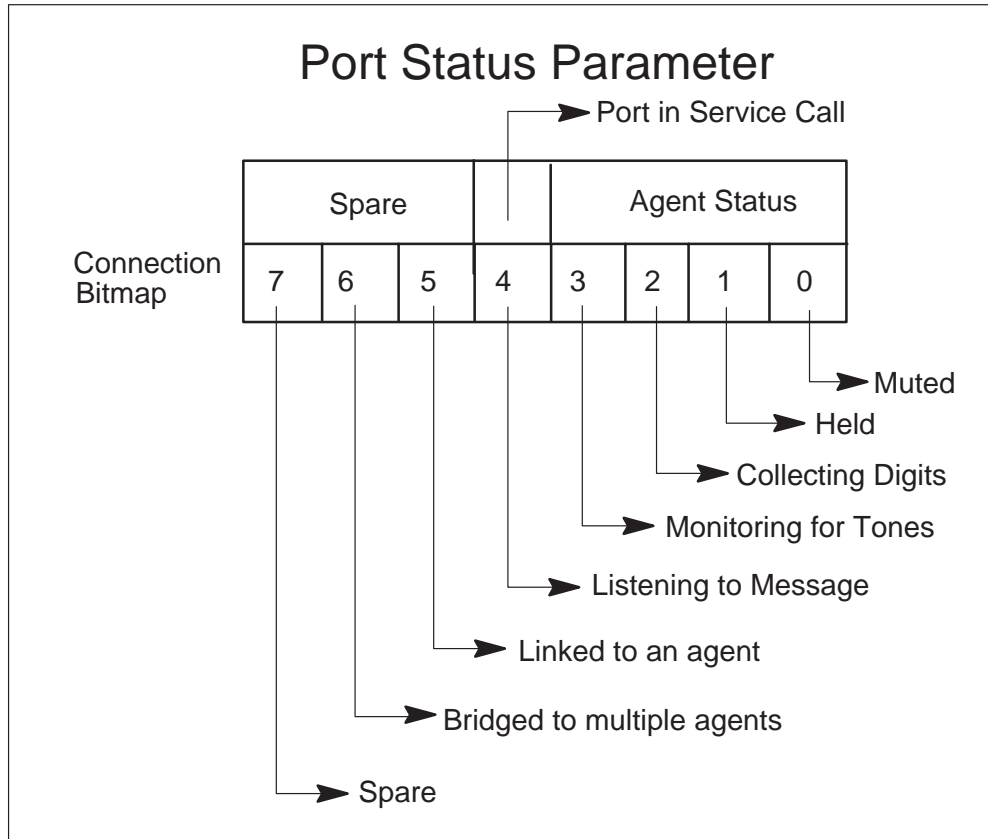 Port Status Parameter
Port in Service Call
Spare
Agent Status
Connection
Bitmap
7 6 5 4 3 2 1 0
Muted
Held
Collecting Digits
Monitoring for Tones
Listening to Message
Linked to an agent
Bridged to multiple agents
Spare